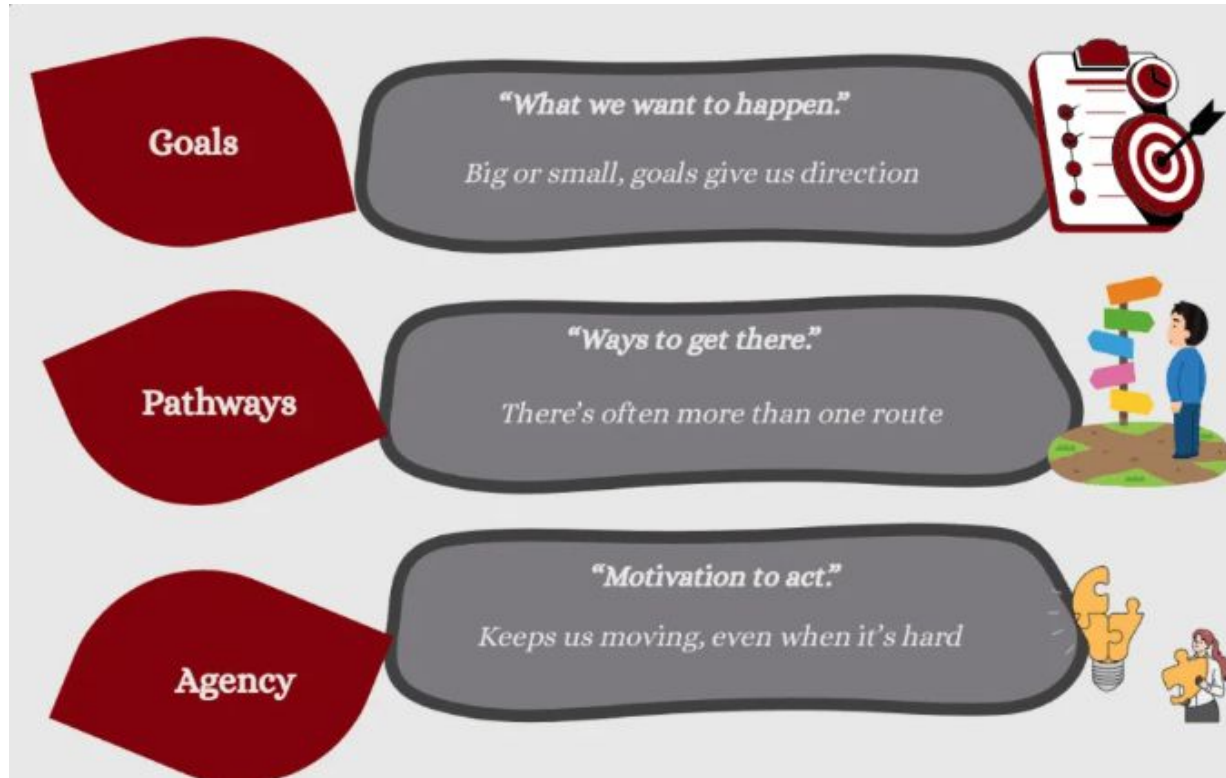 Goals
“What we want to happen.”
Big or small, goals give us direction
Pathways
“Ways to get there.”
There’s often more than one route
Agency
“Motivation to act.”
Keeps us moving, even when it’s hard